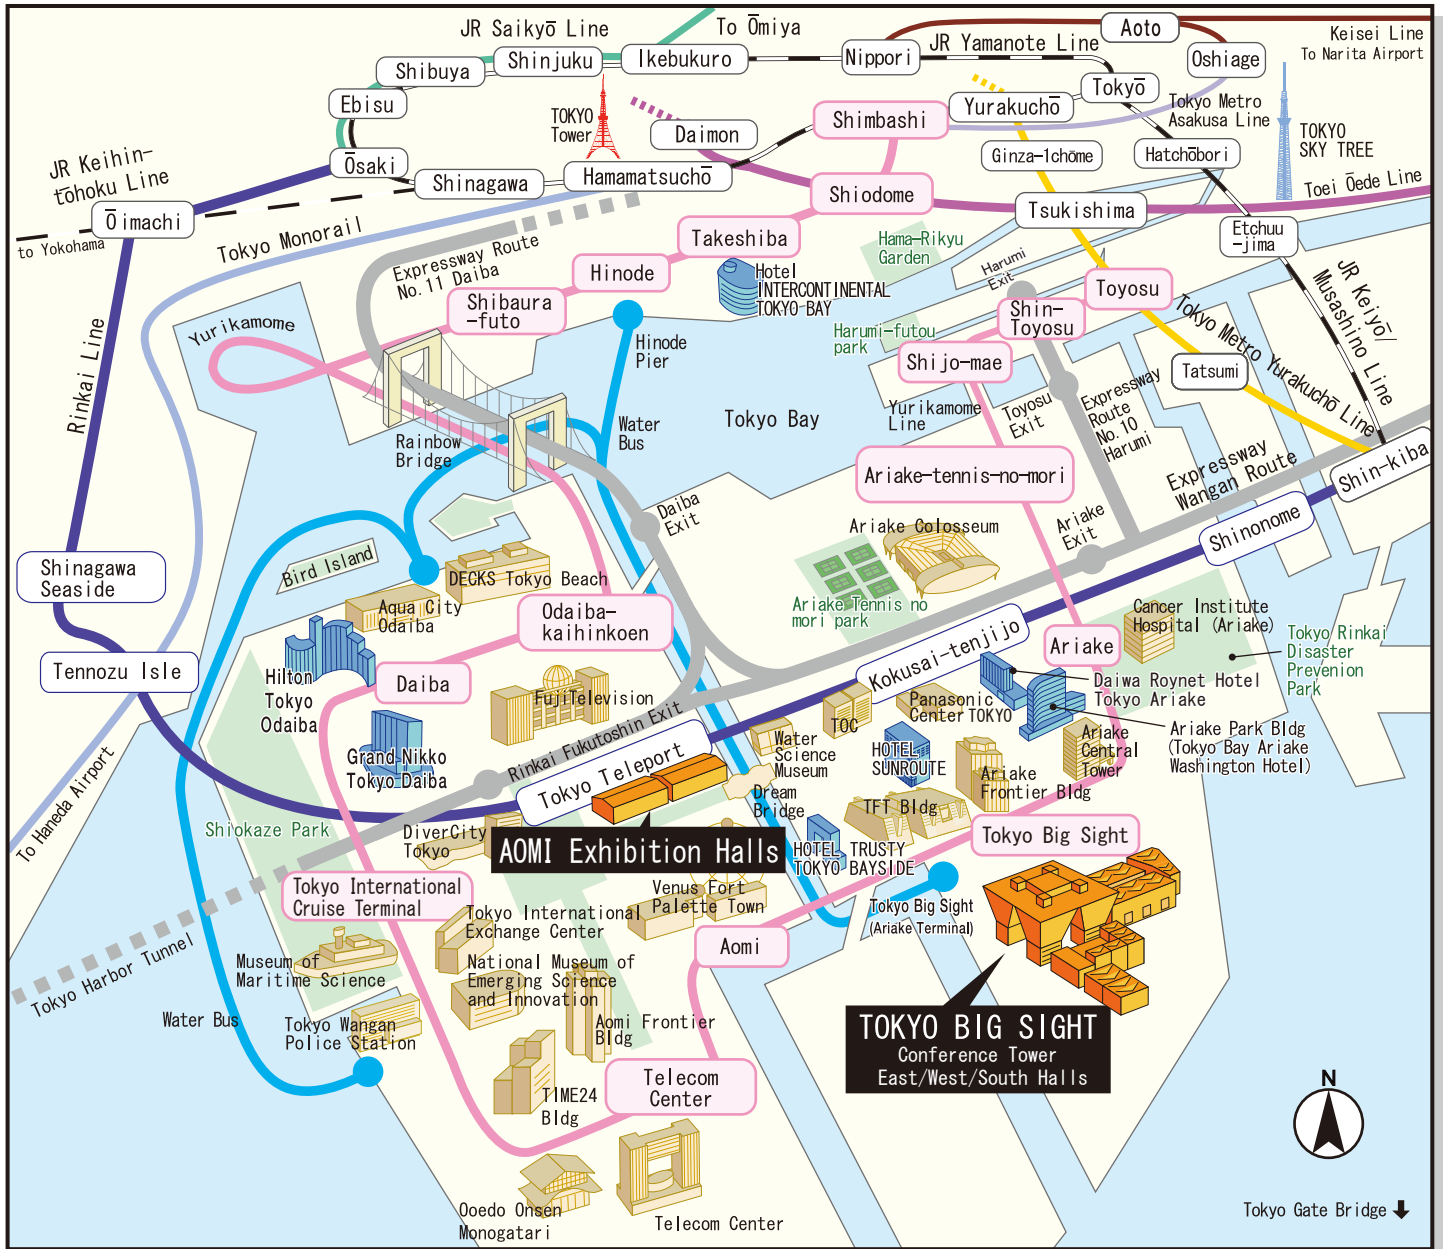 JR Saikyō Line
To Ōmiya
Aoto
Keisei Line
To Narita Airport
Shinjuku
Ikebukuro
Nippori
JR Yamanote Line
Oshiage
Shibuya
Tokyō
Ebisu
TOKYO
Tower
Daimon
Shimbashi
Yurakuchō
Tokyo Metro
Asakusa Line
TOKYO
SKY TREE
JR Keihin-
tōhoku Line
Ōsaki
Shinagawa
Hamamatsuchō
Ginza-1chōme
Hatchōbori
Shiodome
Tsukishima
Toei Ōede Line
Ōimachi
to Yokohama
Tokyo Monorail
Expressway Route
No.11 Daiba
Takeshiba
Hama-Rikyu
Garden
Etchuu
-jima
Hinode
Hotel
INTERCONTINENTAL
TOKYO BAY
Harumi
Exit
Toyosu
JR Keiyō/
Musashino Line
Shibaura
-futo
Shin-
Toyosu
Yurikamome
Hinode
Pier
Harumi-futou
park
Shijo-mae
Tokyo Metro Yurakuchō Line
Tatsumi
Rinkai Line
Rainbow
Bridge
Water
Bus
Tokyo Bay
Yurikamome
Line
Toyosu
Exit
Expressway
Route
No.10
Harumi
Ariake-tennis-no-mori
Expressway
Wangan Route
Shin-kiba
Daiba
Exit
Ariake Colosseum
Ariake
Exit
Shinonome
Shinagawa
Seaside
Bird Island
DECKS Tokyo Beach
Aqua City
Odaiba
Odaiba-
kaihinkoen
Ariake Tennis no
mori park
Cancer Institute
Hospital (Ariake)
Tokyo Rinkai
Disaster
Prevenion
Park
Kokusai-tenjijo
Ariake
Tennozu Isle
Hilton
Tokyo
Odaiba
Daiba
FujiTelevision
Daiwa Roynet Hotel
Tokyo Ariake
Panasonic
Center TOKYO
TOC
Ariake Park Bldg
(Tokyo Bay Ariake
Washington Hotel)
Grand Nikko
Tokyo Daiba
Rinkai Fukutoshin Exit
Tokyo Teleport
Water
Science
Museum
HOTEL
SUNROUTE
Ariake
Central
Tower
Ariake
Frontier Bldg
To Haneda Airport
Dream
Bridge
TFT Bldg
Shiokaze Park
DiverCity
Tokyo
AOMI Exhibition Halls
HOTEL TRUSTY
TOKYO BAYSIDE
Tokyo Big Sight
Tokyo International
Cruise Terminal
Venus Fort
Palette Town
Tokyo Big Sight
(Ariake Terminal)
Tokyo International
Exchange Center
Aomi
Tokyo Harbor Tunnel
Museum of
Maritime Science
National Museum of
Emerging Science
and Innovation
Water Bus
Tokyo Wangan
Police Station
Aomi Frontier
Bldg
TOKYO BIG SIGHT
Conference Tower
East/West/South Halls
TIME24
Bldg
Telecom
Center
N
Ooedo Onsen
Monogatari
Telecom Center
Tokyo Gate Bridge